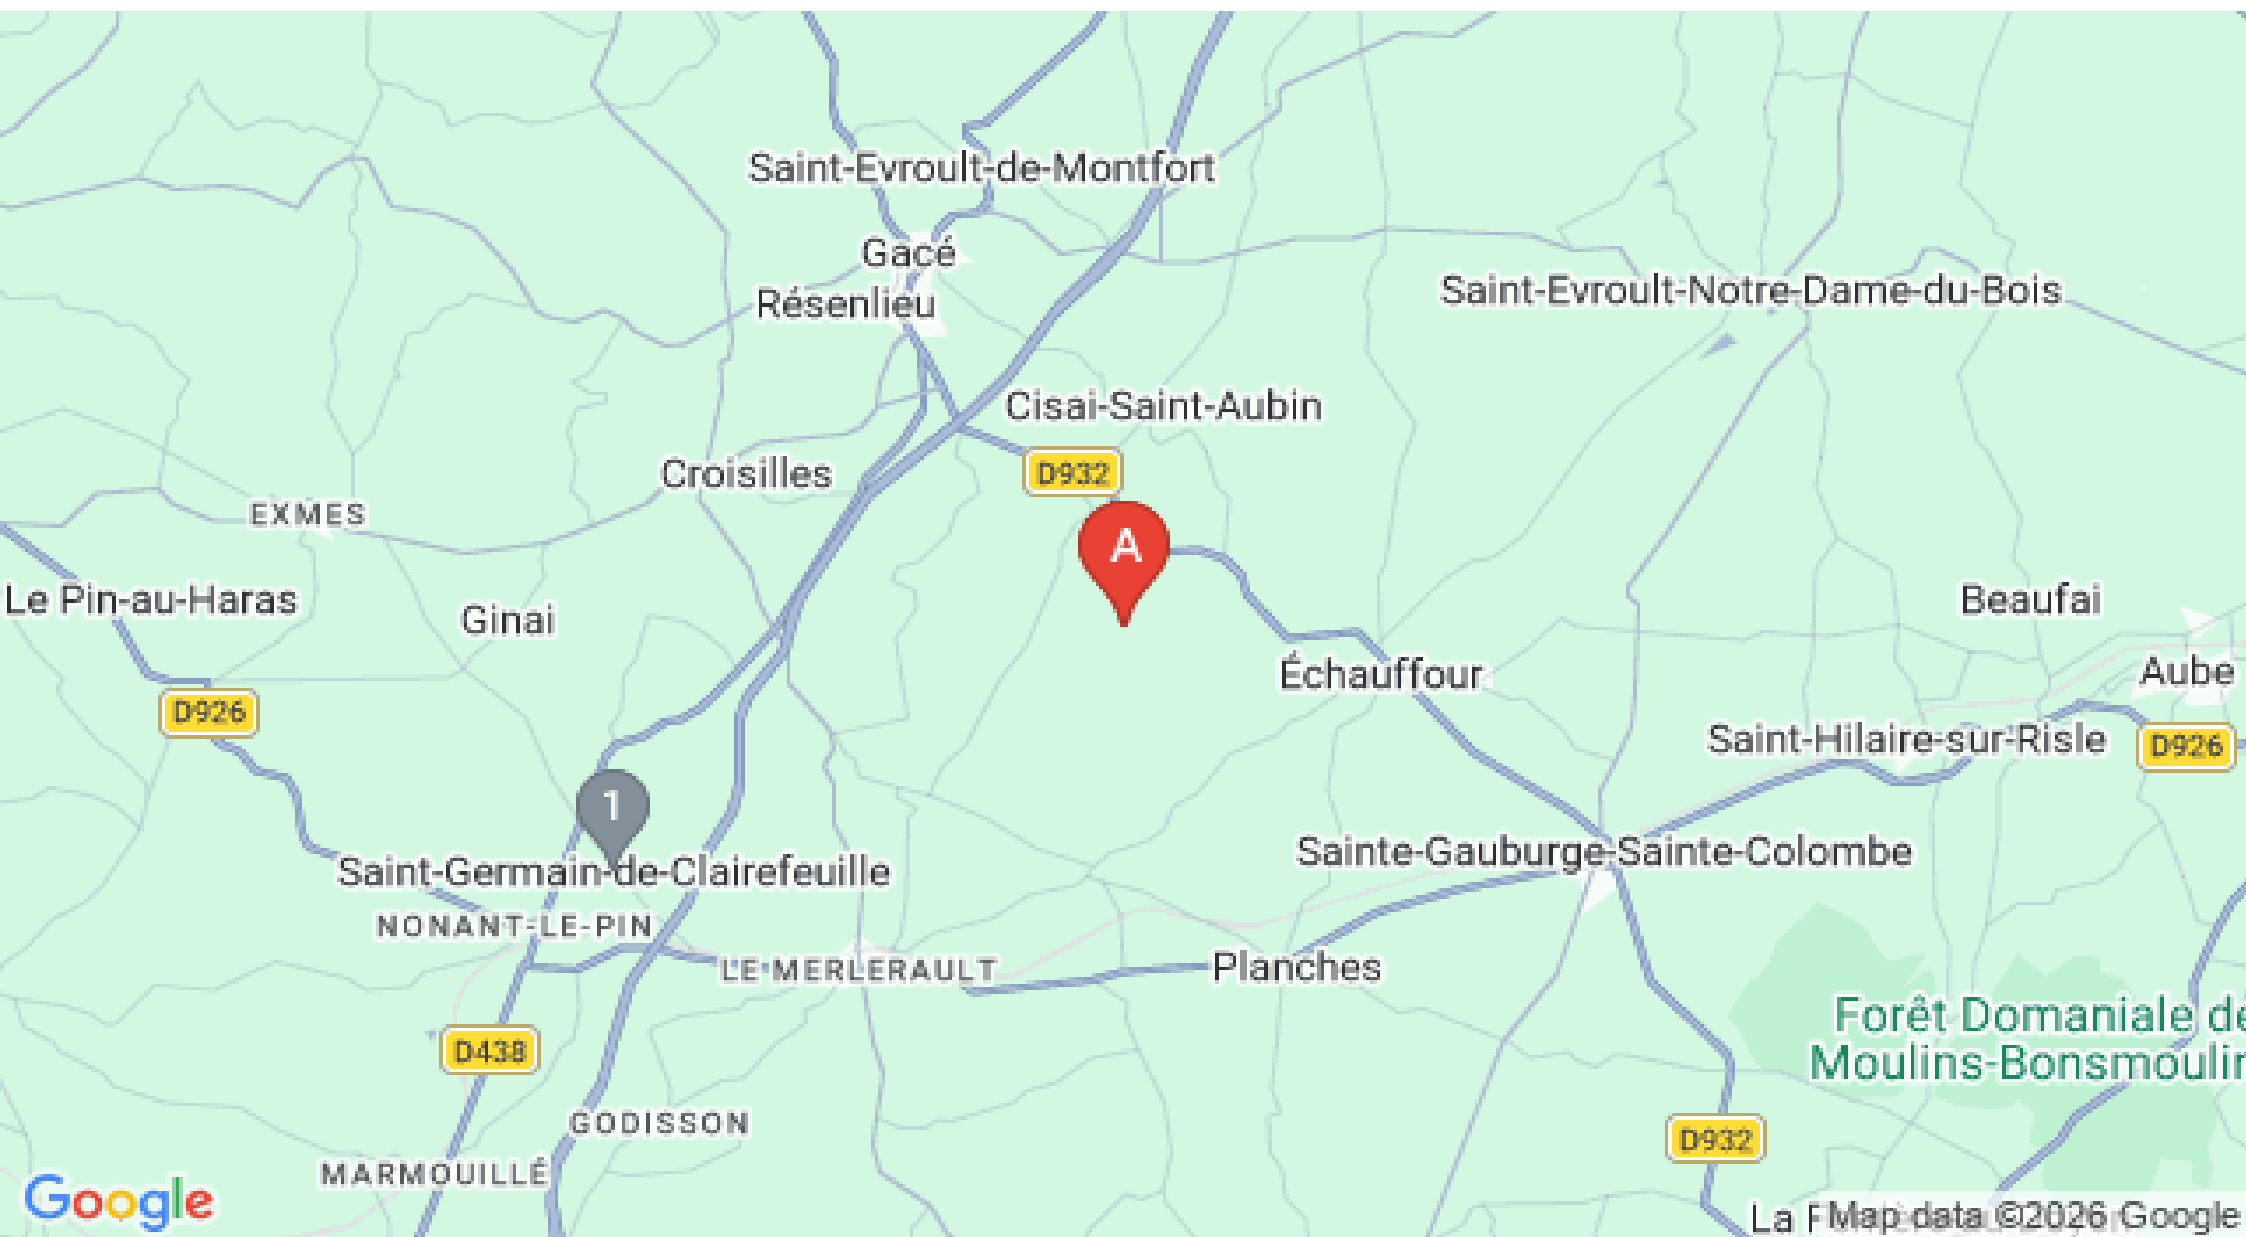 Saint-Evroult-de-Montfort
Gacé
Saint-Evroult-Notre-Dame-du-Bois
Résenlieu
Cisai-Saint-Aubin
Croisilles
D932
EXMES
A
Le Pin-au-Haras
Ginai
Beaufai
Échauffour
Aube
D926
Saint-Hilaire-sur-Risle
D926
1
Sainte-Gauburge-Sainte-Colombe
Saint-Germain-de-Clairefeuille
NONANT-LE-PIN
LE MERLERAULT
Planches
Forêt Domaniale de
Moulins-Bonsmoulin
D438
GODISSON
D932
MARMOUILLÉ
Google
La F
Map data ©2026 Google